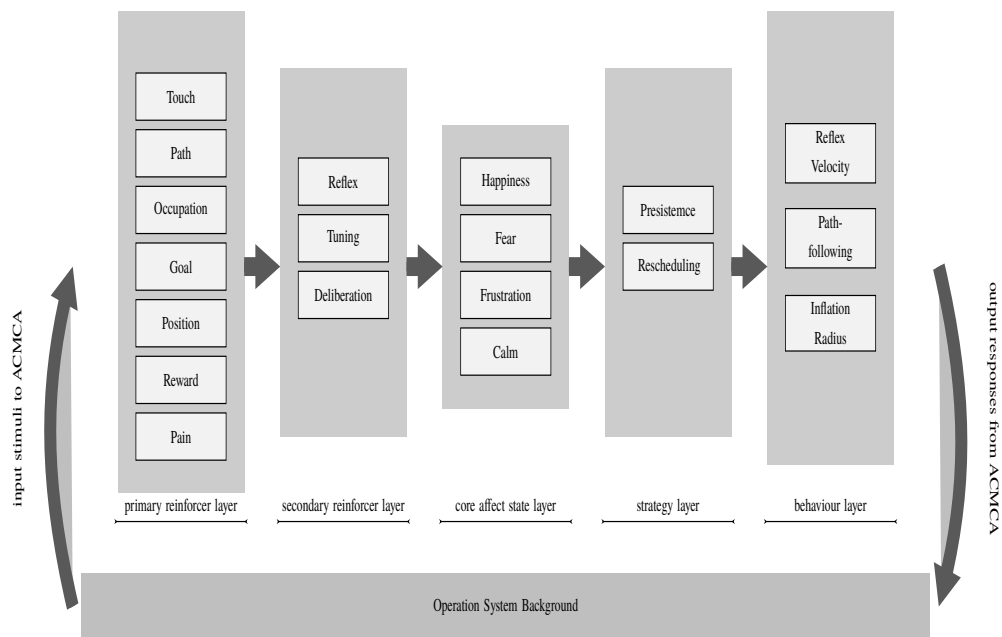 Touch
Path
Occupation
Goal
Position
Reward
Pain
primary reinforcer layer
Reflex
Tuning
Deliberation
secondary reinforcer layer
Happiness
Fear
Frustration
Calm
core affect state layer
Presistemce
Rescheduling
strategy layer
Reflex
Velocity
Path-
following
Inflation
Radius
behaviour layer
input stimuli to ACMCA
output responses from ACMCA
Operation System Background